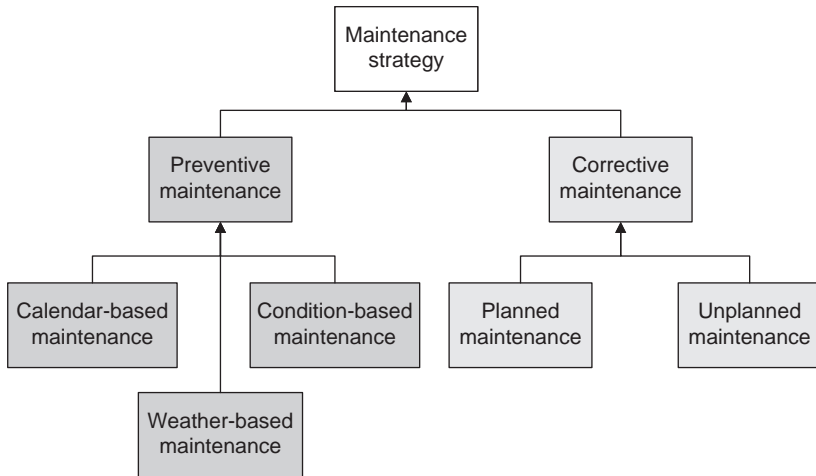 Maintenance
strategy
Preventive
maintenance
Corrective
maintenance
Calendar-based
maintenance
Condition-based
maintenance
Planned
maintenance
Unplanned
maintenance
Weather-based
maintenance